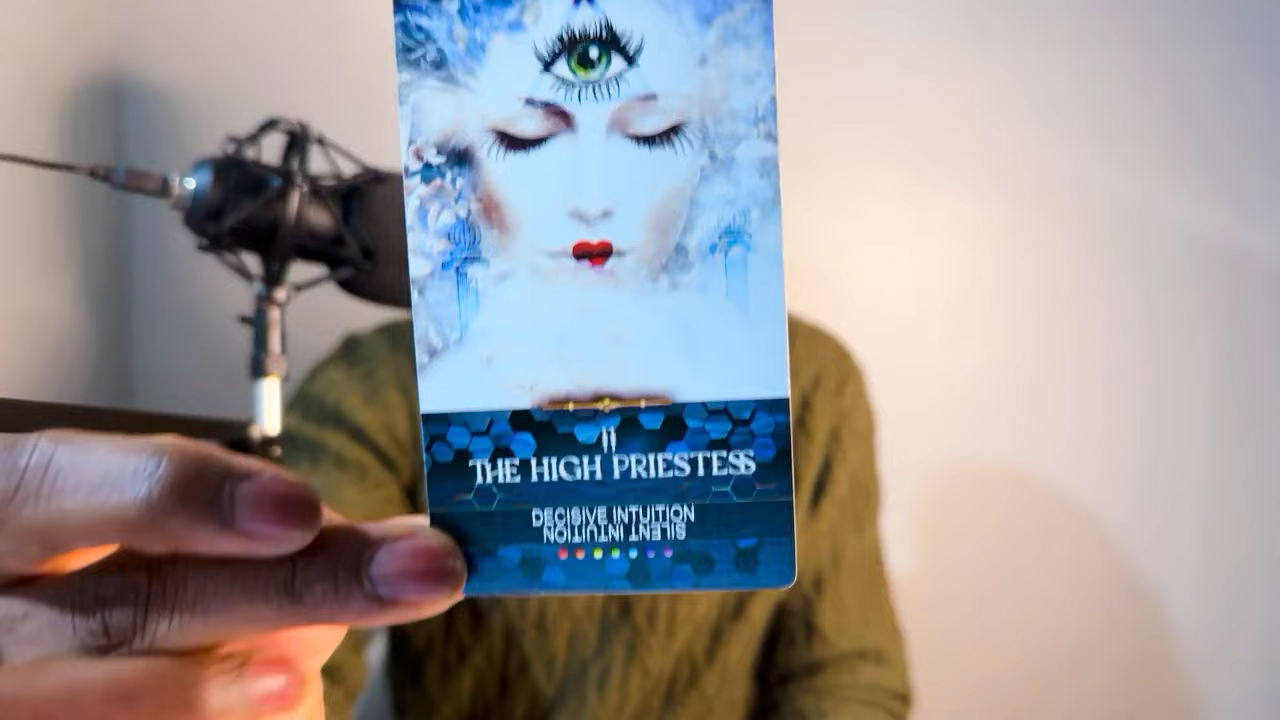 II
THE HIGH PRIESTESS
DECISIVE INTUITION
SILENT INTUITION